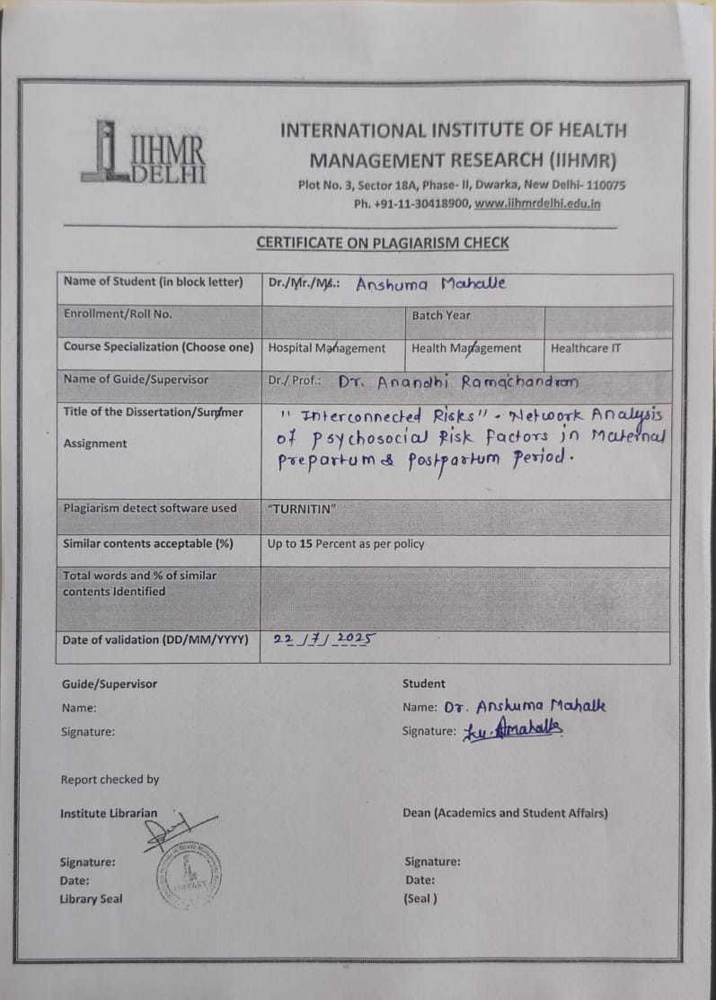 IIHMR
DELHI
INTERNATIONAL INSTITUTE OF HEALTH
MANAGEMENT RESEARCH (IIHMR)
Plot No. 3, Sector 18A, Phase- II, Dwarka, New Delhi- 110075
Ph. +91-11-30418900, www.iihmrdelhi.edu.in
CERTIFICATE ON PLAGIARISM CHECK
Name of Student (in block letter) Dr./Mr./Ms.: Anshuma Mahalle
Enrollment/Roll No. Batch Year
Course Specialization (Choose one) Hospital Management Health Management Healthcare IT
Name of Guide/Supervisor Dr./ Prof.: Dr. Anandhi Ramachandran
Title of the Dissertation/Summer
Assignment
"Interconnected Risks" - Network Analysis
of Psychosocial Risk Factors in Maternal
Prepartum & Postpartum Period.
Plagiarism detect software used "TURNITIN"
Similar contents acceptable (%) Up to 15 Percent as per policy
Total words and % of similar
contents Identified
Date of validation (DD/MM/YYYY) 22/7/2025
Guide/Supervisor Student
Name: Name: Dr. Anshuma Mahalle
Signature: Signature: Amahalle
Report checked by
Institute Librarian Dean (Academics and Student Affairs)
Signature: Signature:
Date: Date:
Library Seal (Seal )